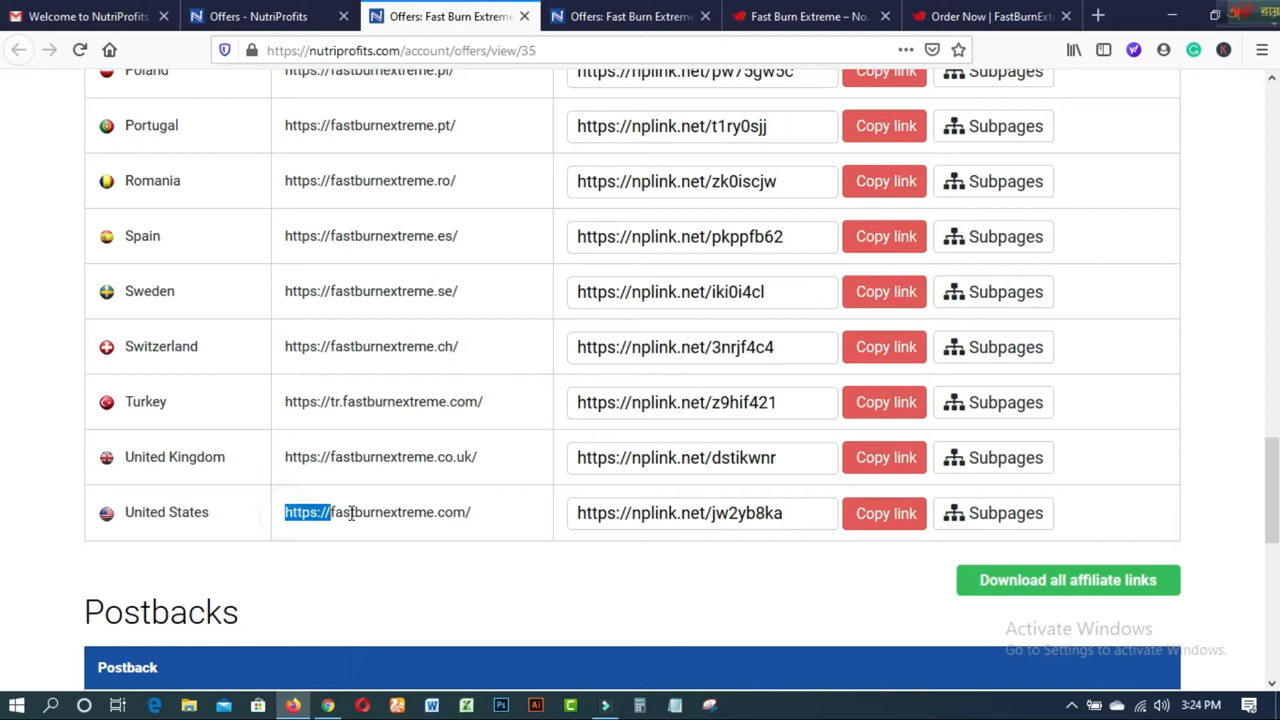 Welcome to NutriProfits
Offers - NutriProfits
Offers: Fast Burn Extreme
Offers: Fast Burn Extreme
Fast Burn Extreme – No.
Order Now | FastBurnExt
https://nutriprofits.com/account/offers/view/35
Poland https://fastburnextreme.pl/ https://nplink.net/pw75gw5c Copy link Subpages
Portugal https://fastburnextreme.pt/ https://nplink.net/t1ry0sjj Copy link Subpages
Romania https://fastburnextreme.ro/ https://nplink.net/zk0iscjw Copy link Subpages
Spain https://fastburnextreme.es/ https://nplink.net/pkppfb62 Copy link Subpages
Sweden https://fastburnextreme.se/ https://nplink.net/iki0i4cl Copy link Subpages
Switzerland https://fastburnextreme.ch/ https://nplink.net/3nrjf4c4 Copy link Subpages
Turkey https://tr.fastburnextreme.com/ https://nplink.net/z9hif421 Copy link Subpages
United Kingdom https://fastburnextreme.co.uk/ https://nplink.net/dstikwnr Copy link Subpages
United States https://fastburnextreme.com/ https://nplink.net/jw2yb8ka Copy link Subpages
Download all affiliate links
Postbacks
Activate Windows
Go to Settings to activate Windows.
Postback
3:24 PM